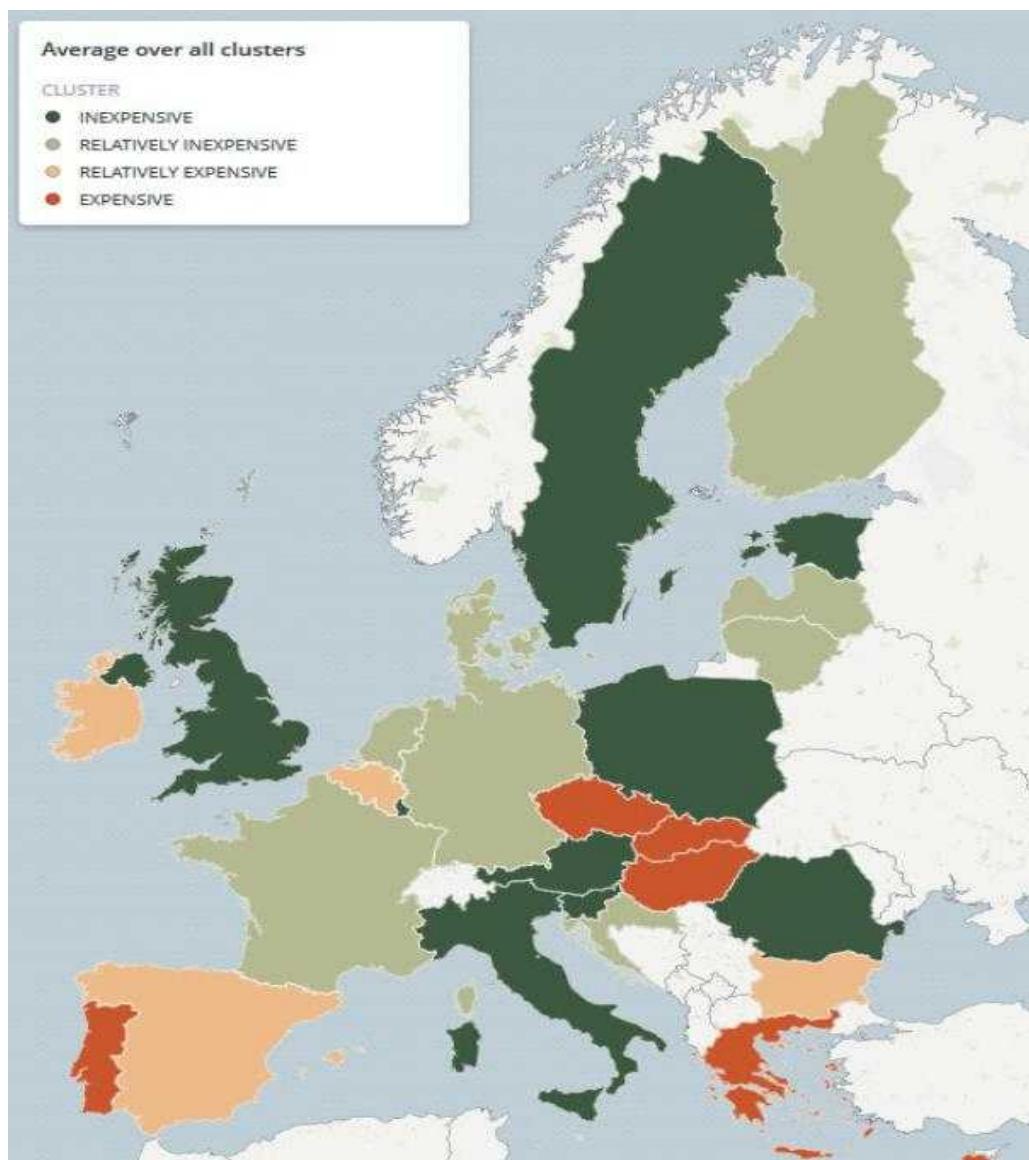 Average over all clusters
CLUSTER
INEXPENSIVE
RELATIVELY INEXPENSIVE
RELATIVELY EXPENSIVE
EXPENSIVE